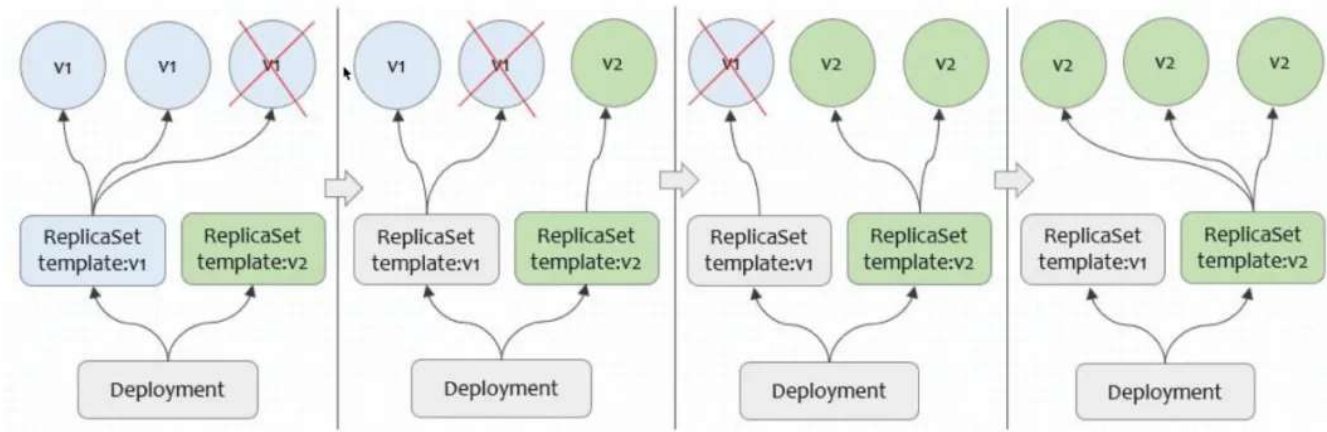 v1
v1
v1
ReplicaSet
template:v1
ReplicaSet
template:v2
Deployment
v1
v1
v2
ReplicaSet
template:v1
ReplicaSet
template:v2
Deployment
v1
v2
v2
ReplicaSet
template:v1
ReplicaSet
template:v2
Deployment
v2
v2
v2
ReplicaSet
template:v1
ReplicaSet
template:v2
Deployment